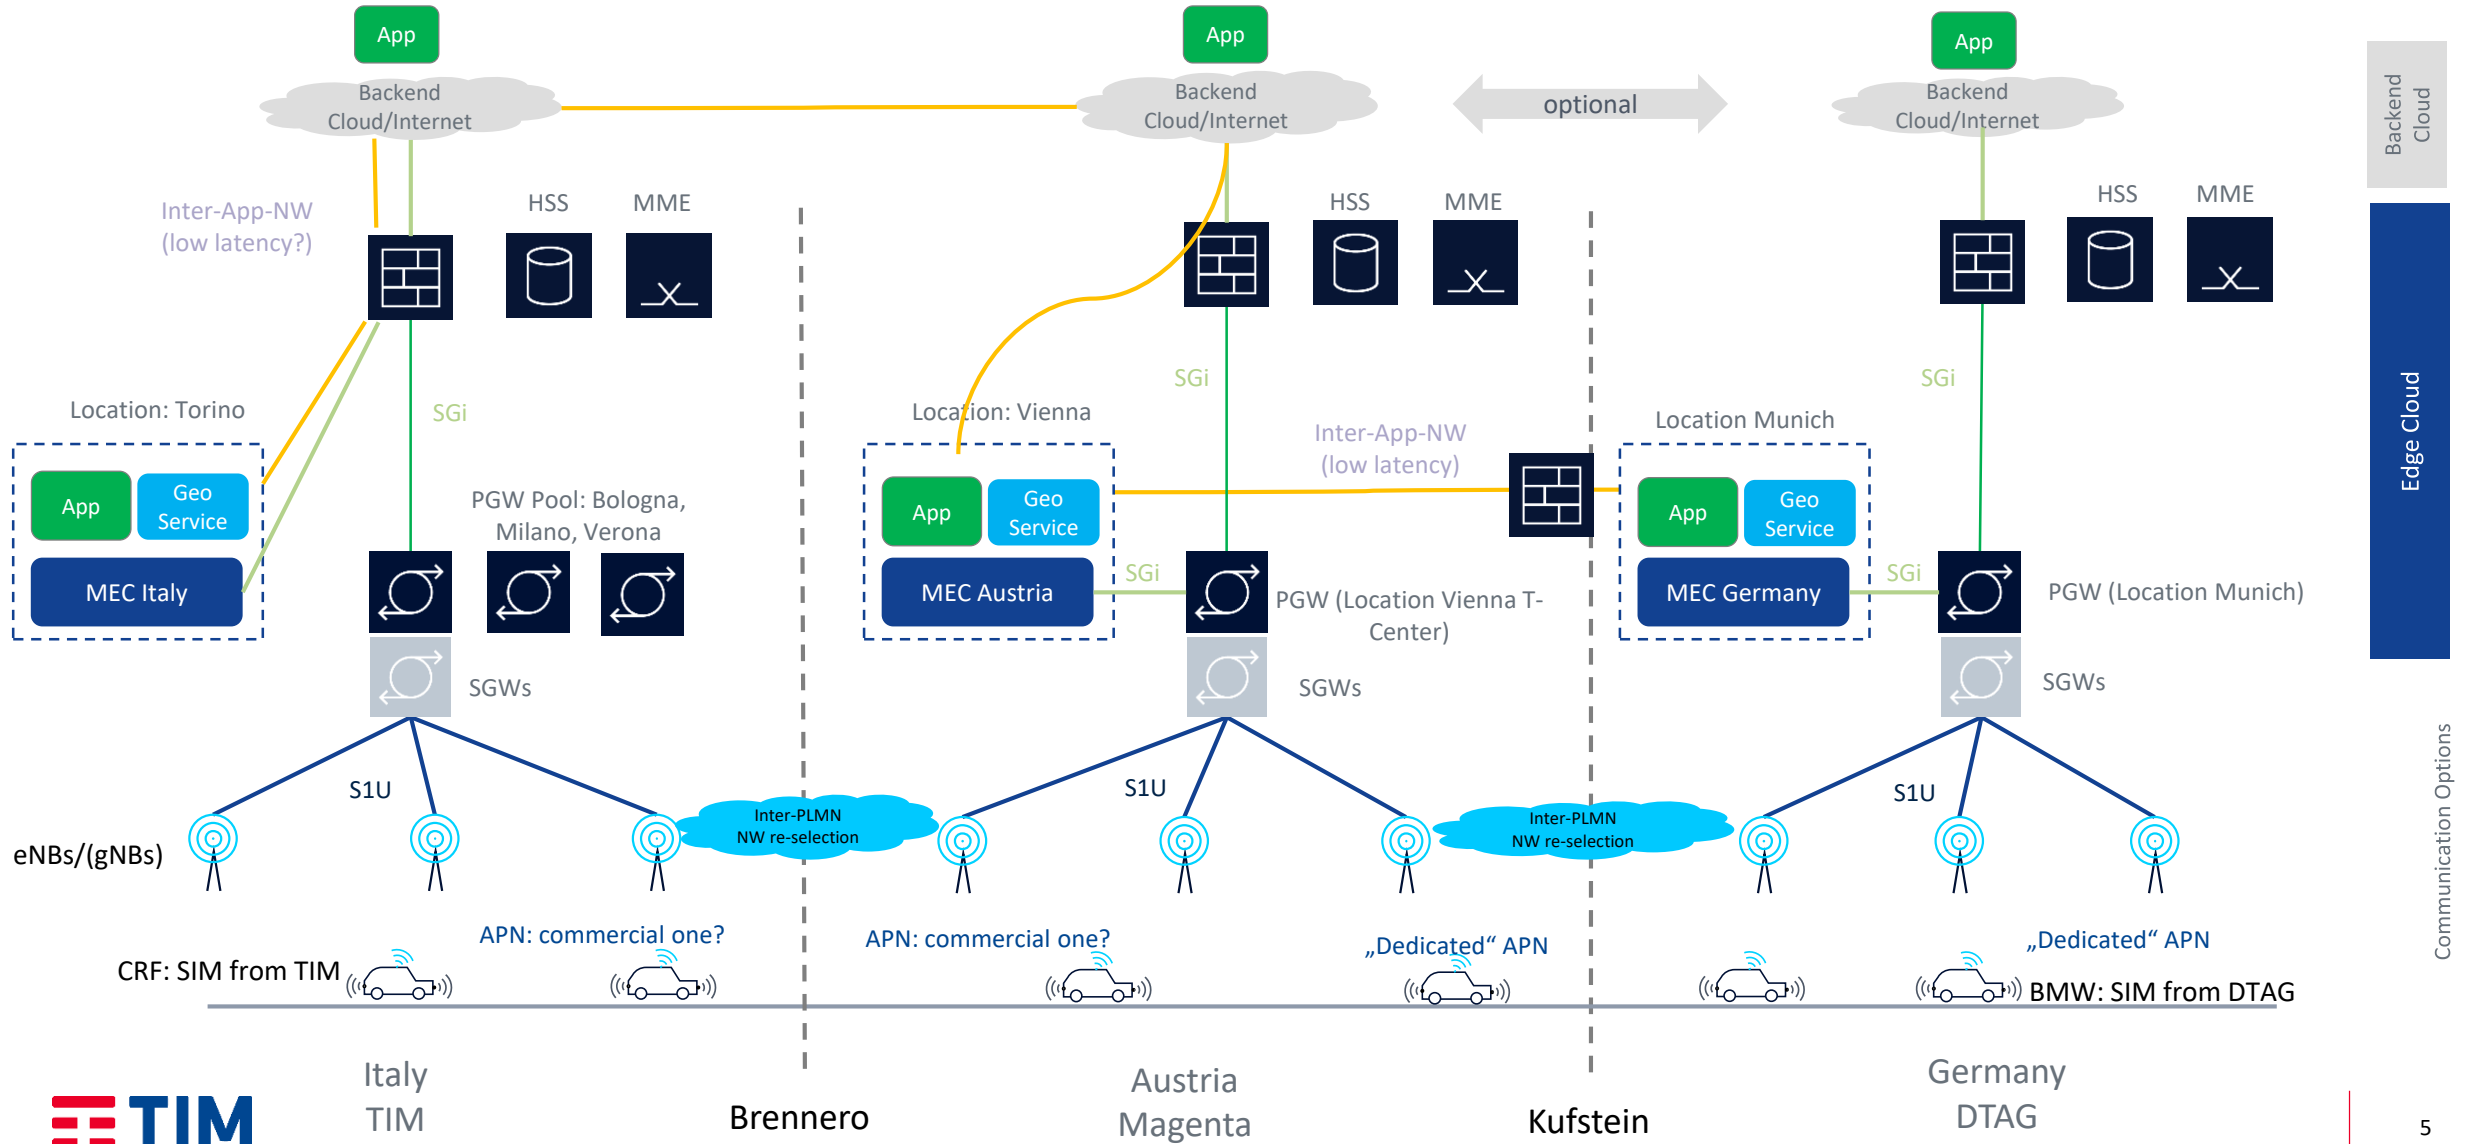 App
App
App
Backend
Cloud/Internet
Backend
Cloud/Internet
optional
Backend
Cloud/Internet
Backend
Cloud
Inter-App-NW
(low latency?)
HSS
MME
HSS
MME
HSS
MME
SGi
SGi
SGi
Edge Cloud
Location: Torino
Location: Vienna
Location Munich
Inter-App-NW
(low latency)
App
Geo
Service
MEC Italy
PGW Pool: Bologna,
Milano, Verona
App
Geo
Service
MEC Austria
SGi
PGW (Location Vienna T-
Center)
App
Geo
Service
MEC Germany
SGi
PGW (Location Munich)
SGWs
SGWs
SGWs
S1U
S1U
S1U
Inter-PLMN
NW re-selection
Inter-PLMN
NW re-selection
eNBs/(gNBs)
Communication Options
APN: commercial one?
APN: commercial one?
„Dedicated“ APN
„Dedicated“ APN
CRF: SIM from TIM
BMW: SIM from DTAG
Italy
TIM
Brennero
Austria
Magenta
Kufstein
Germany
DTAG
TIM
5